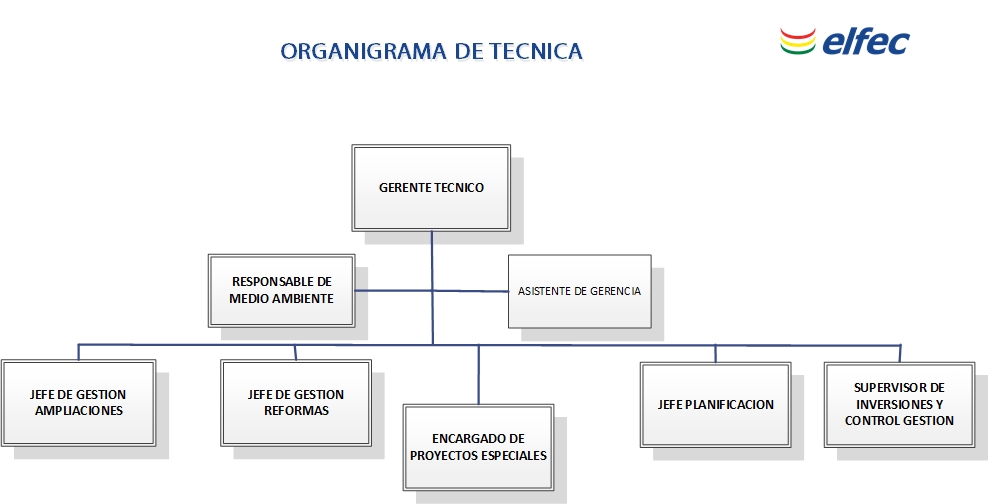 ORGANIGRAMA DE TECNICA
elfec
GERENTE TECNICO
RESPONSABLE DE
MEDIO AMBIENTE
ASISTENTE DE GERENCIA
JEFE DE GESTION
AMPLIACIONES
JEFE DE GESTION
REFORMAS
ENCARGADO DE
PROYECTOS ESPECIALES
JEFE PLANIFICACION
SUPERVISOR DE
INVERSIONES Y
CONTROL GESTION